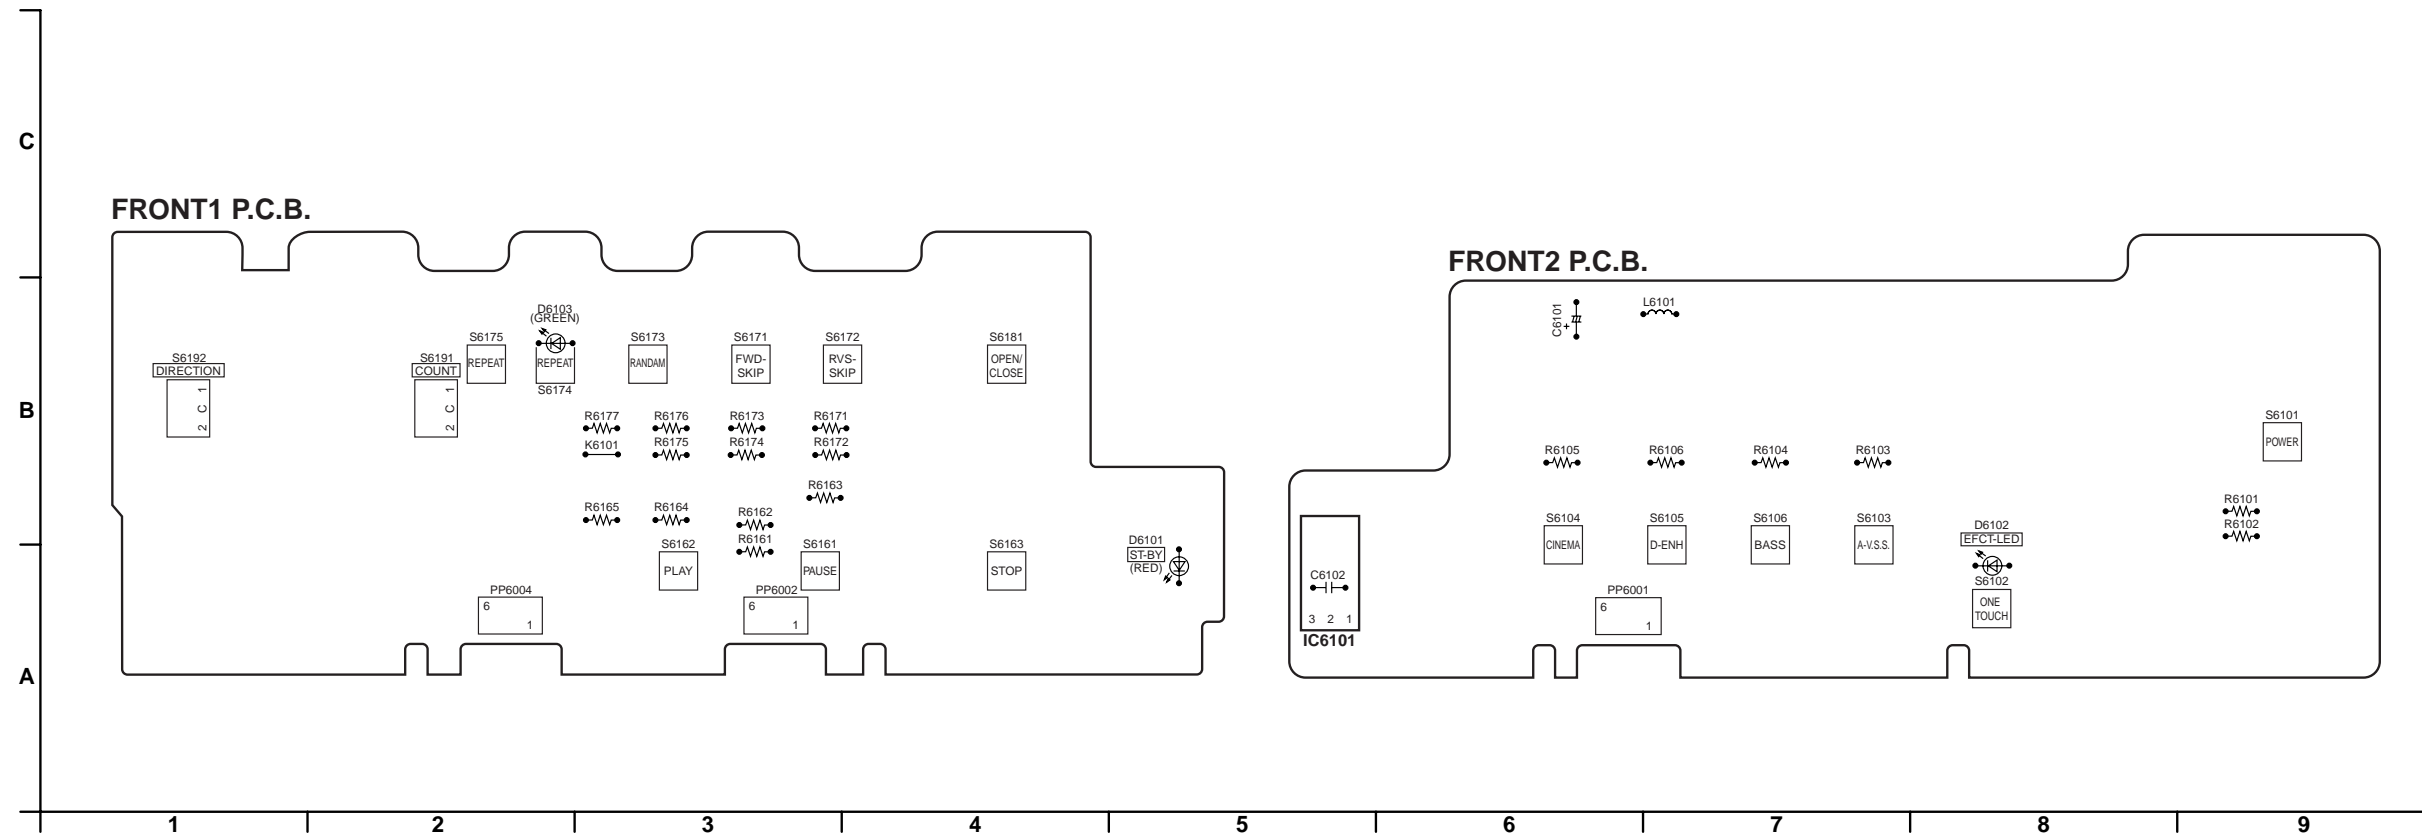 C
FRONT1 P.C.B.
FRONT2 P.C.B.
D6103
(GREEN)
C6101
+
L6101
S6175
S6173
S6171
S6172
S6181
S6192
DIRECTION
S6191
COUNT
REPEAT
REPEAT
RANDAM
FWD-
SKIP
RVS-
SKIP
OPEN/
CLOSE
S6174
2 C 1
2 C 1
B
R6177
R6176
R6173
R6171
S6101
POWER
K6101
R6175
R6174
R6172
R6105
R6106
R6104
R6103
R6163
R6165
R6164
R6162
R6161
R6101
R6102
S6104
S6105
S6106
S6103
D6102
EFCT-LED
CINEMA
D-ENH
BASS
A-V.S.S.
S6162
S6161
S6163
D6101
ST-BY
(RED)
PLAY
PAUSE
STOP
C6102
S6102
ONE
TOUCH
PP6004
6
1
PP6002
6
1
PP6001
6
1
3 2 1
IC6101
A
1 2 3 4 5 6 7 8 9